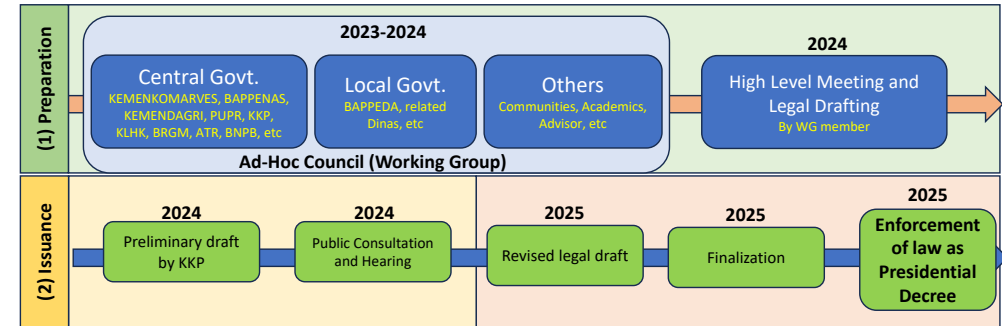 (1) Preparation
2023-2024
Central Govt.
KEMENKOMARVES, BAPPENAS,
KEMENDAGRI, PUPR, KKP,
KLHK, BRGM, ATR, BNPB, etc
Local Govt.
BAPPEDA, related
Dinas, etc
Others
Communities, Academics,
Advisor, etc
Ad-Hoc Council (Working Group)
2024
High Level Meeting and
Legal Drafting
By WG member
(2) Issuance
2024
Preliminary draft
by KKP
2024
Public Consultation
and Hearing
2025
Revised legal draft
2025
Finalization
2025
Enforcement
of law as
Presidential
Decree